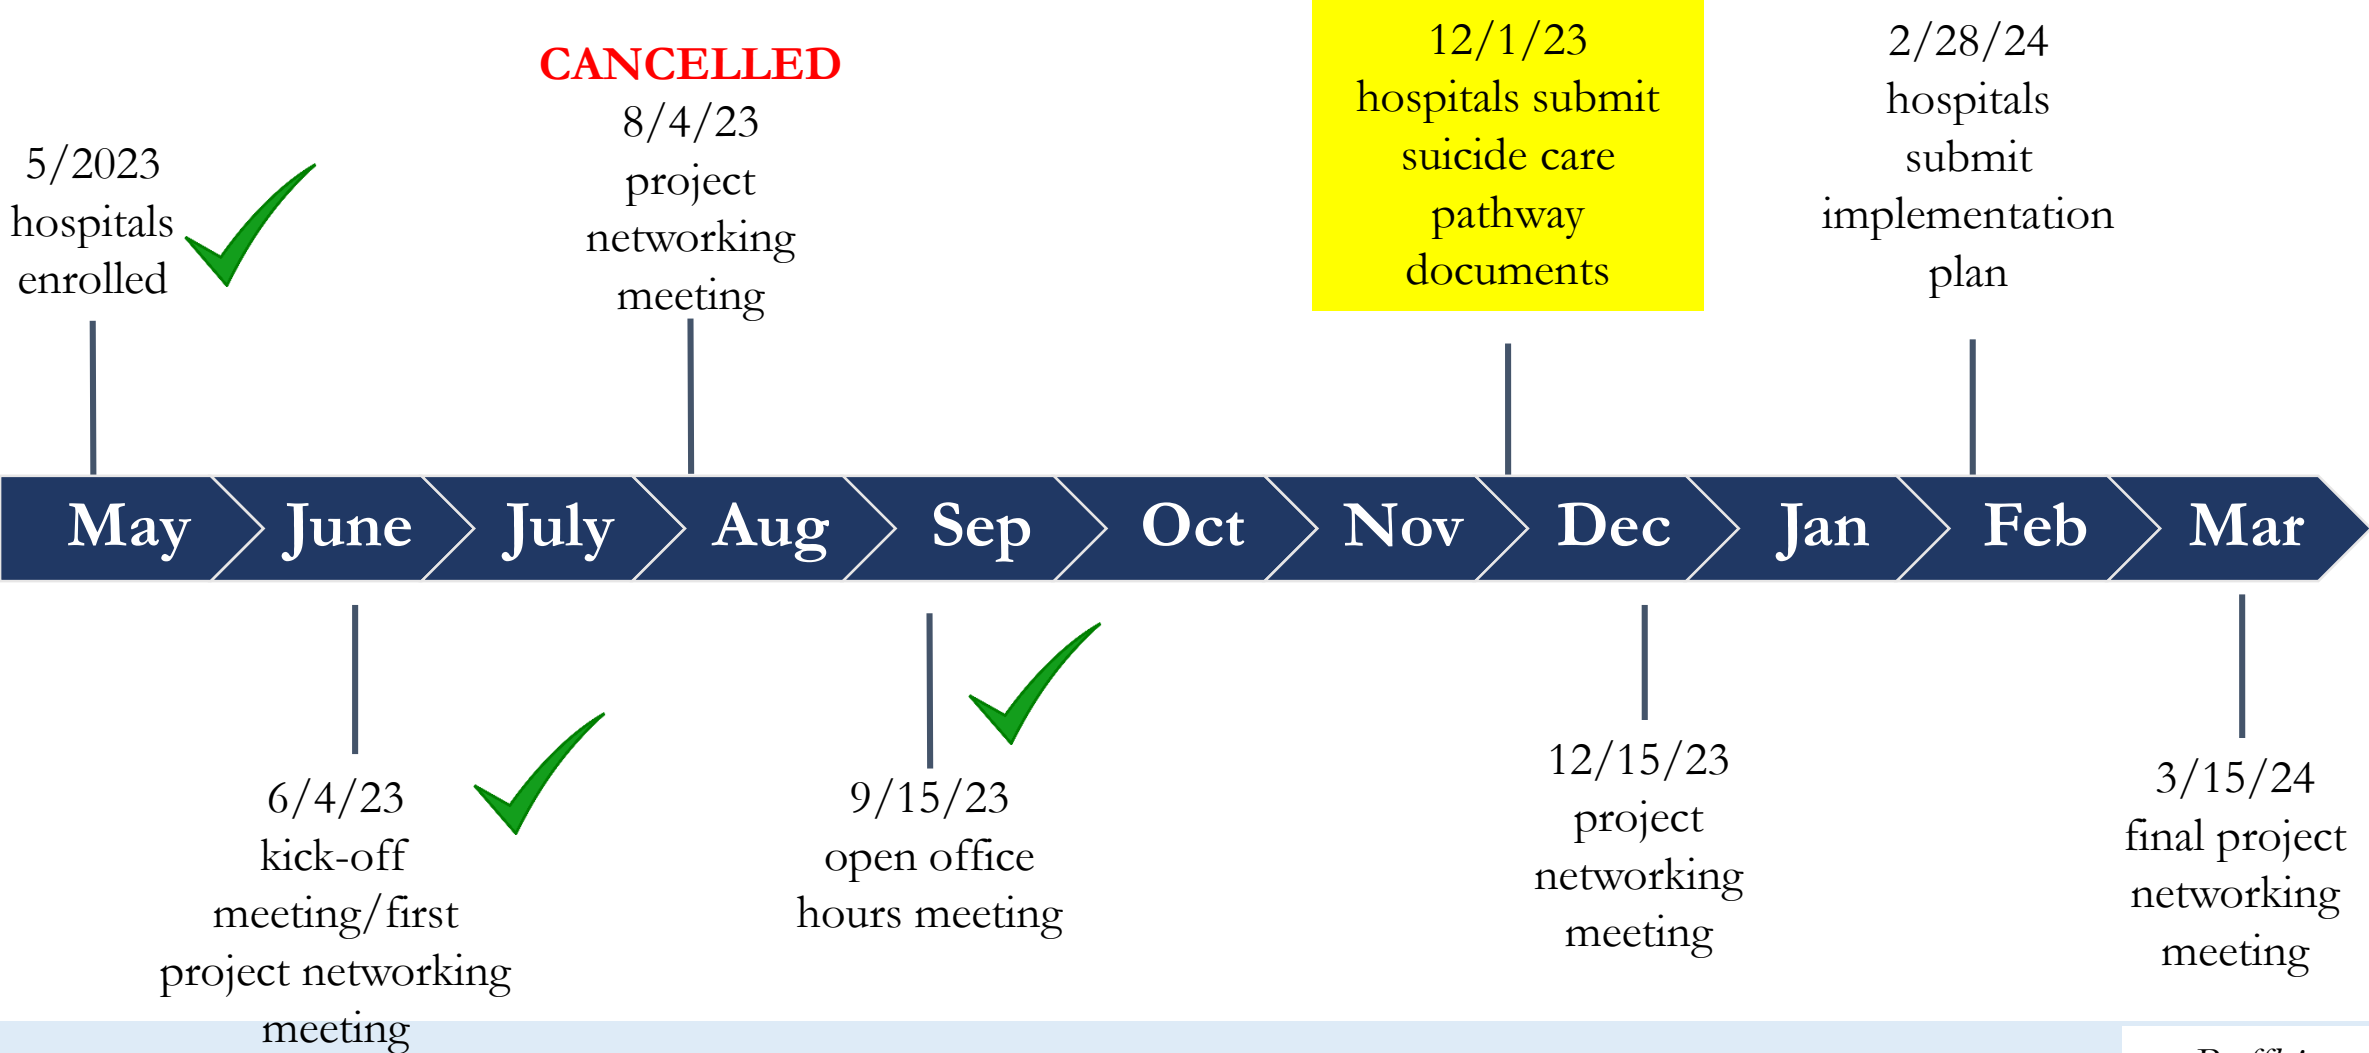 5/2023
hospitals
enrolled
CANCELLED
8/4/23
project
networking
meeting
12/1/23
hospitals submit
suicide care
pathway
documents
2/28/24
hospitals
submit
implementation
plan
May June July Aug Sep Oct Nov Dec Jan Feb Mar
6/4/23
kick-off
meeting/first
project networking
meeting
9/15/23
open office
hours meeting
12/15/23
project
networking
meeting
3/15/24
final project
networking
meeting